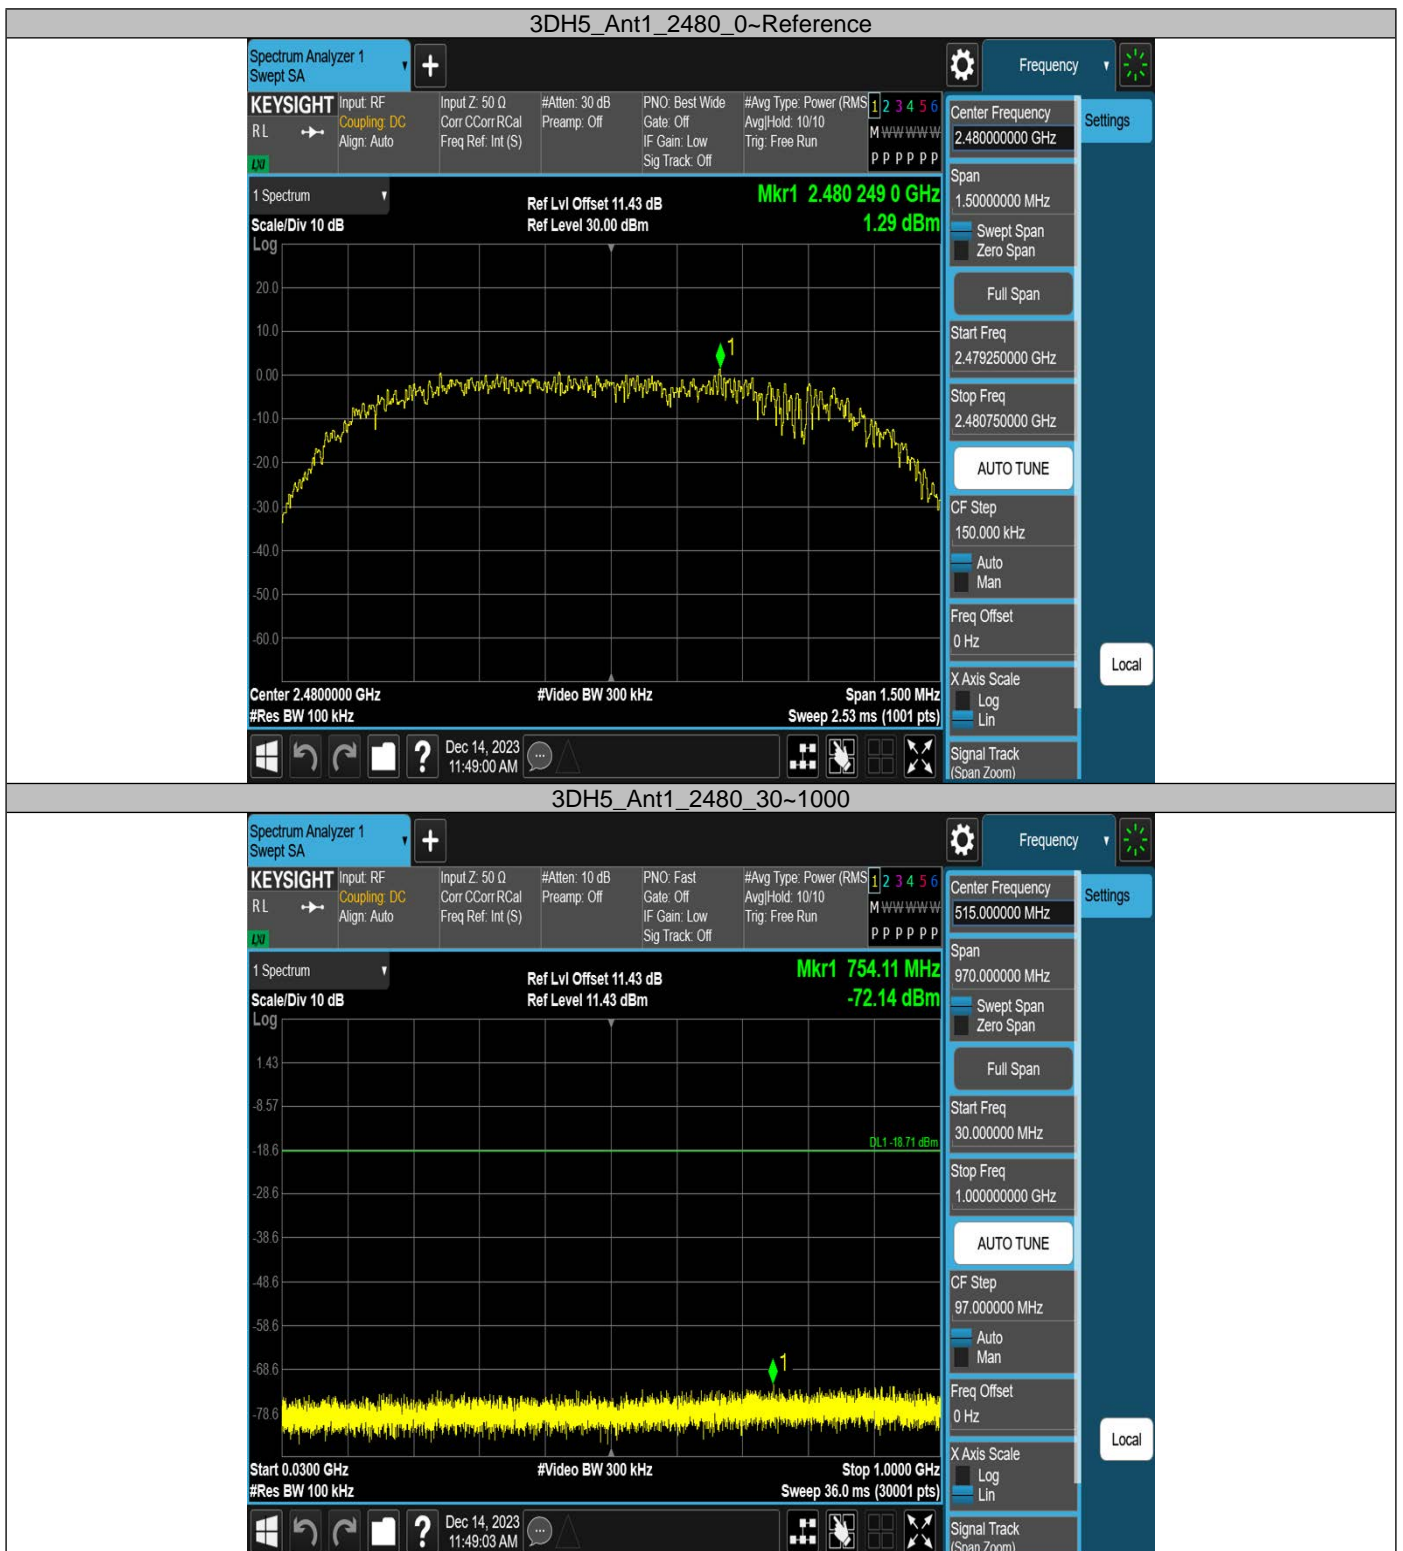 3DH5_Ant1_2480_0~Reference
Spectrum Analyzer 1
Swept SA
Frequency
KEYSIGHT
RL
LXI
Input: RF
Coupling: DC
Align: Auto
Input Z: 50 Ω
Corr CCorr RCal
Freq Ref: Int (S)
#Atten: 30 dB
Preamp: Off
PNO: Best Wide
Gate: Off
IF Gain: Low
Sig Track: Off
#Avg Type: Power (RMS
Avg|Hold: 10/10
Trig: Free Run
1 2 3 4 5 6
M W W W W W
P P P P P P
1 Spectrum
Scale/Div 10 dB
Log
Ref Lvl Offset 11.43 dB
Ref Level 30.00 dBm
Mkr1 2.480 249 0 GHz
1.29 dBm
20.0
10.0
0.00
-10.0
-20.0
-30.0
-40.0
-50.0
-60.0
1
Center 2.4800000 GHz
#Res BW 100 kHz
#Video BW 300 kHz
Span 1.500 MHz
Sweep 2.53 ms (1001 pts)
Dec 14, 2023
11:49:00 AM
Center Frequency
2.480000000 GHz
Settings
Span
1.50000000 MHz
Swept Span
Zero Span
Full Span
Start Freq
2.479250000 GHz
Stop Freq
2.480750000 GHz
AUTO TUNE
CF Step
150.000 kHz
Auto
Man
Freq Offset
0 Hz
X Axis Scale
Log
Lin
Local
Signal Track
(Span Zoom)
3DH5_Ant1_2480_30~1000
Spectrum Analyzer 1
Swept SA
Frequency
KEYSIGHT
RL
LXI
Input: RF
Coupling: DC
Align: Auto
Input Z: 50 Ω
Corr CCorr RCal
Freq Ref: Int (S)
#Atten: 10 dB
Preamp: Off
PNO: Fast
Gate: Off
IF Gain: Low
Sig Track: Off
#Avg Type: Power (RMS
Avg|Hold: 10/10
Trig: Free Run
1 2 3 4 5 6
M W W W W W
P P P P P P
1 Spectrum
Scale/Div 10 dB
Log
Ref Lvl Offset 11.43 dB
Ref Level 11.43 dBm
Mkr1 754.11 MHz
-72.14 dBm
1.43
-8.57
-18.6
-28.6
-38.6
-48.6
-58.6
-68.6
-78.6
DL1 -18.71 dBm
1
Start 0.0300 GHz
#Res BW 100 kHz
#Video BW 300 kHz
Stop 1.0000 GHz
Sweep 36.0 ms (30001 pts)
Dec 14, 2023
11:49:03 AM
Center Frequency
515.000000 MHz
Settings
Span
970.000000 MHz
Swept Span
Zero Span
Full Span
Start Freq
30.000000 MHz
Stop Freq
1.000000000 GHz
AUTO TUNE
CF Step
97.000000 MHz
Auto
Man
Freq Offset
0 Hz
X Axis Scale
Log
Lin
Local
Signal Track
(Span Zoom)